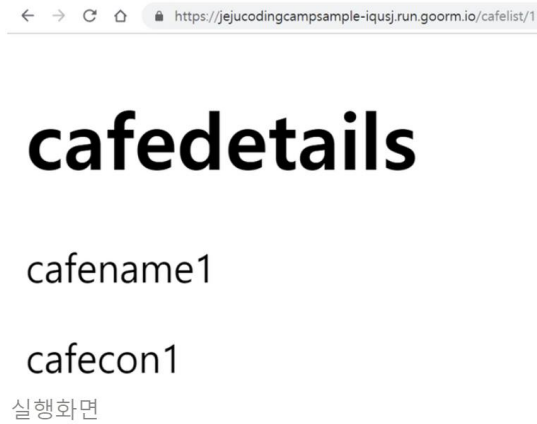 https://jejucodingcampsample-iqusj.run.goorm.io/cafelist/1
cafedetails
cafename1
cafecon1
실행화면